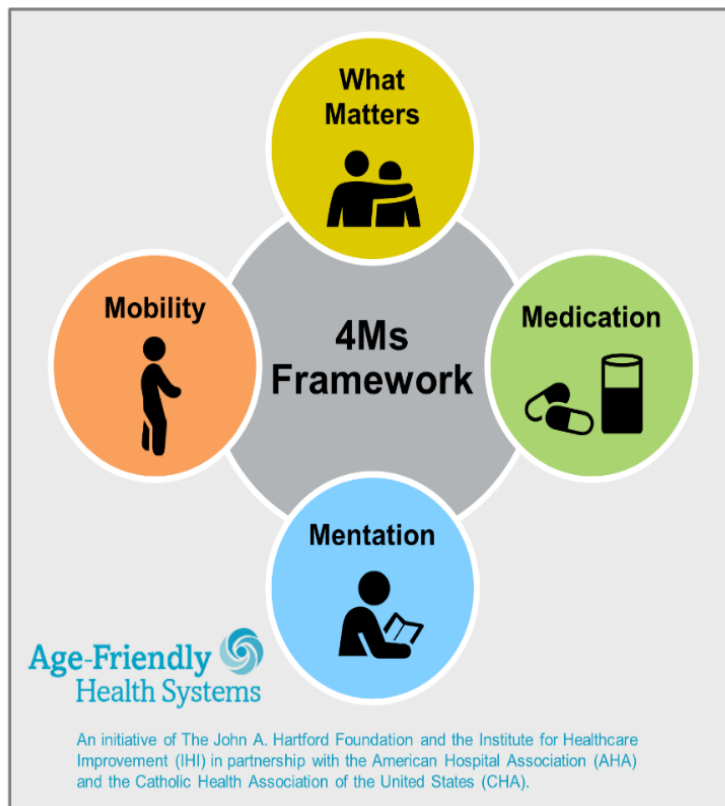 What
Matters
Mobility
4Ms
Framework
Medication
Mentation
Age-Friendly
Health Systems
An initiative of The John A. Hartford Foundation and the Institute for Healthcare
Improvement (IHI) in partnership with the American Hospital Association (AHA)
and the Catholic Health Association of the United States (CHA).